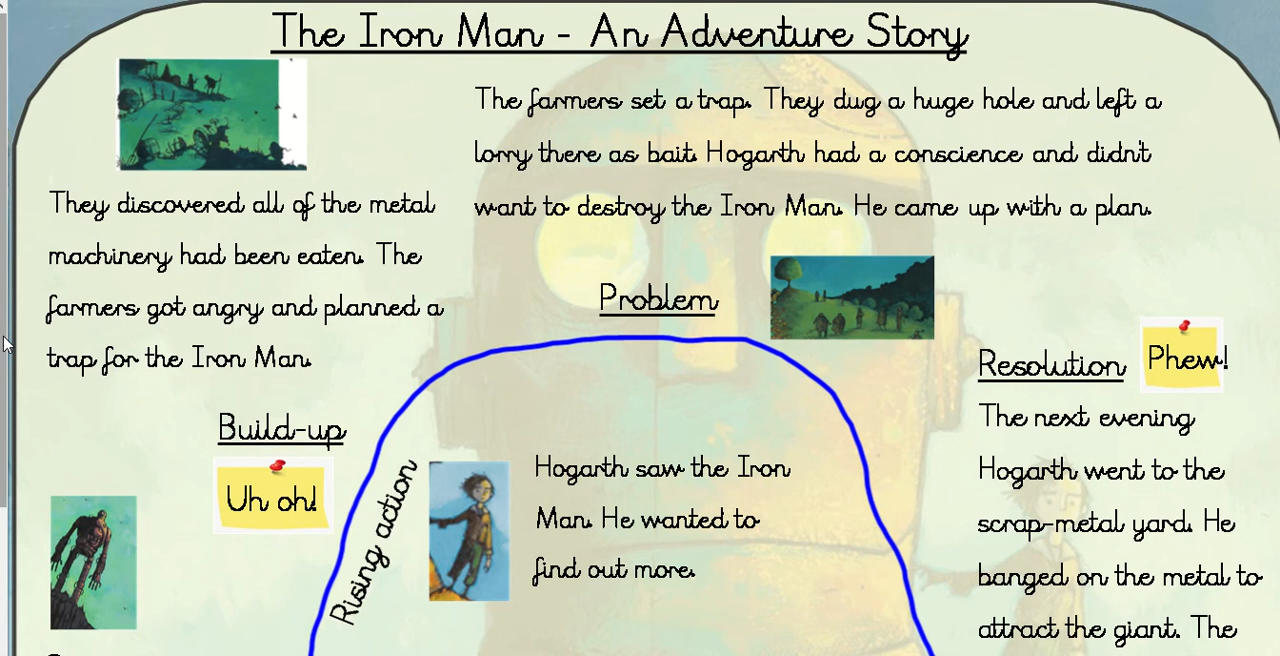 The Iron Man - An Adventure Story
They discovered all of the metal
machinery had been eaten. The
farmers got angry and planned a
trap for the Iron Man.
The farmers set a trap. They dug a huge hole and left a
lorry there as bait. Hogarth had a conscience and didn't
want to destroy the Iron Man. He came up with a plan.
Build-up
Uh oh!
Rising action
Problem
Hogarth saw the Iron
Man. He wanted to
find out more.
Resolution
Phew!
The next evening
Hogarth went to the
scrap-metal yard. He
banged on the metal to
attract the giant. The